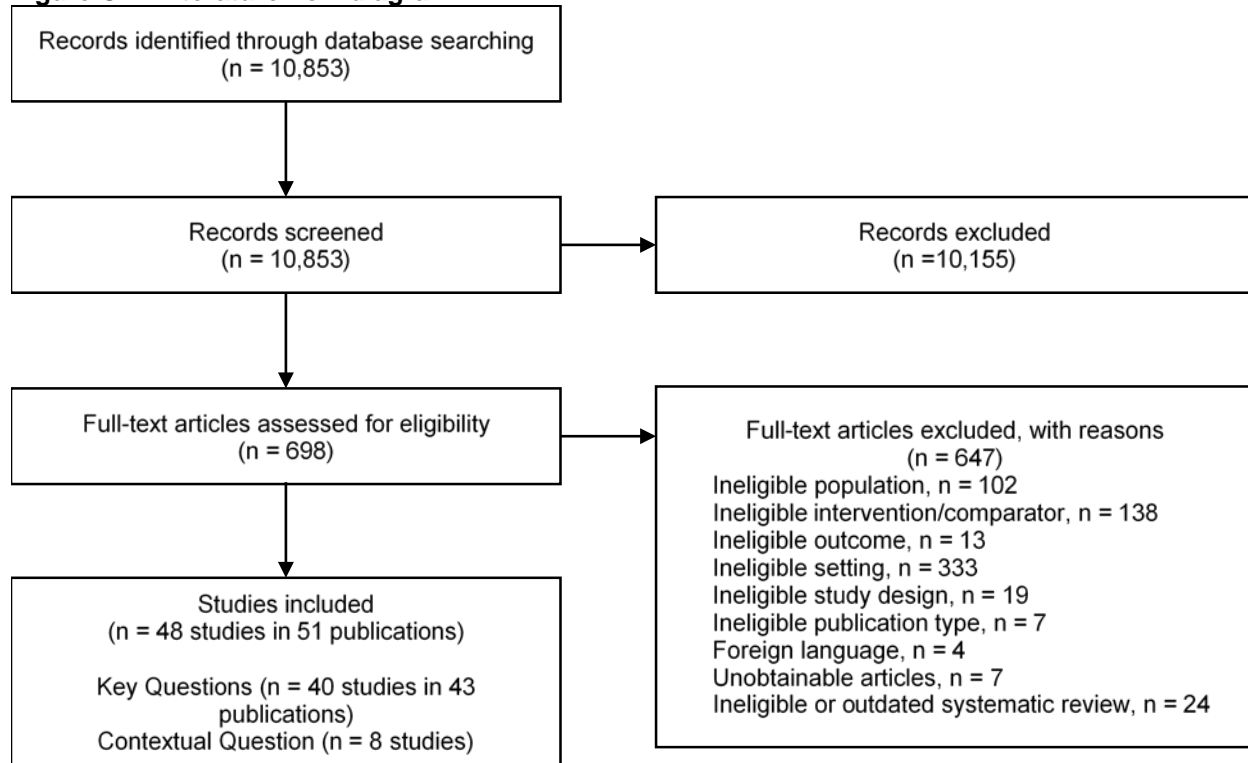 Records identified through database searching
(n = 10,853)
Records screened
(n = 10,853)
Records excluded
(n =10,155)
Full-text articles assessed for eligibility
(n = 698)
Full-text articles excluded, with reasons
(n = 647)
Ineligible population, n = 102
Ineligible intervention/comparator, n = 138
Ineligible outcome, n = 13
Ineligible setting, n = 333
Ineligible study design, n = 19
Ineligible publication type, n = 7
Foreign language, n = 4
Unobtainable articles, n = 7
Ineligible or outdated systematic review, n = 24
Studies included
(n = 48 studies in 51 publications)
Key Questions (n = 40 studies in 43
publications)
Contextual Question (n = 8 studies)